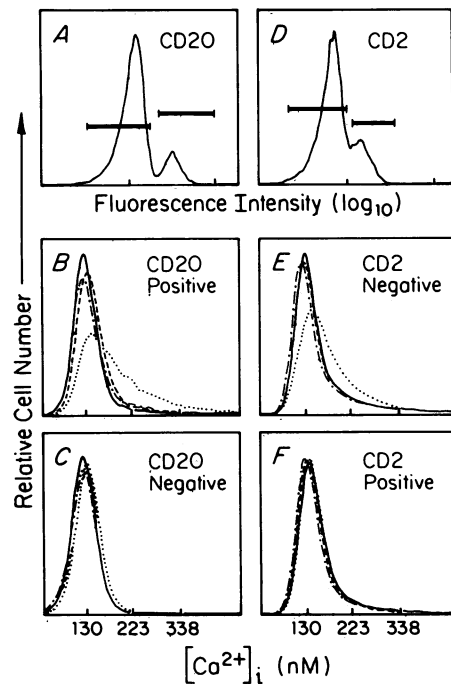 A
CD20
D
CD2
Fluorescence Intensity (log10)
Relative Cell Number
B
CD20
Positive
E
CD2
Negative
C
CD20
Negative
F
CD2
Positive
130 223 338
130 223 338
[Ca2+]i (nM)